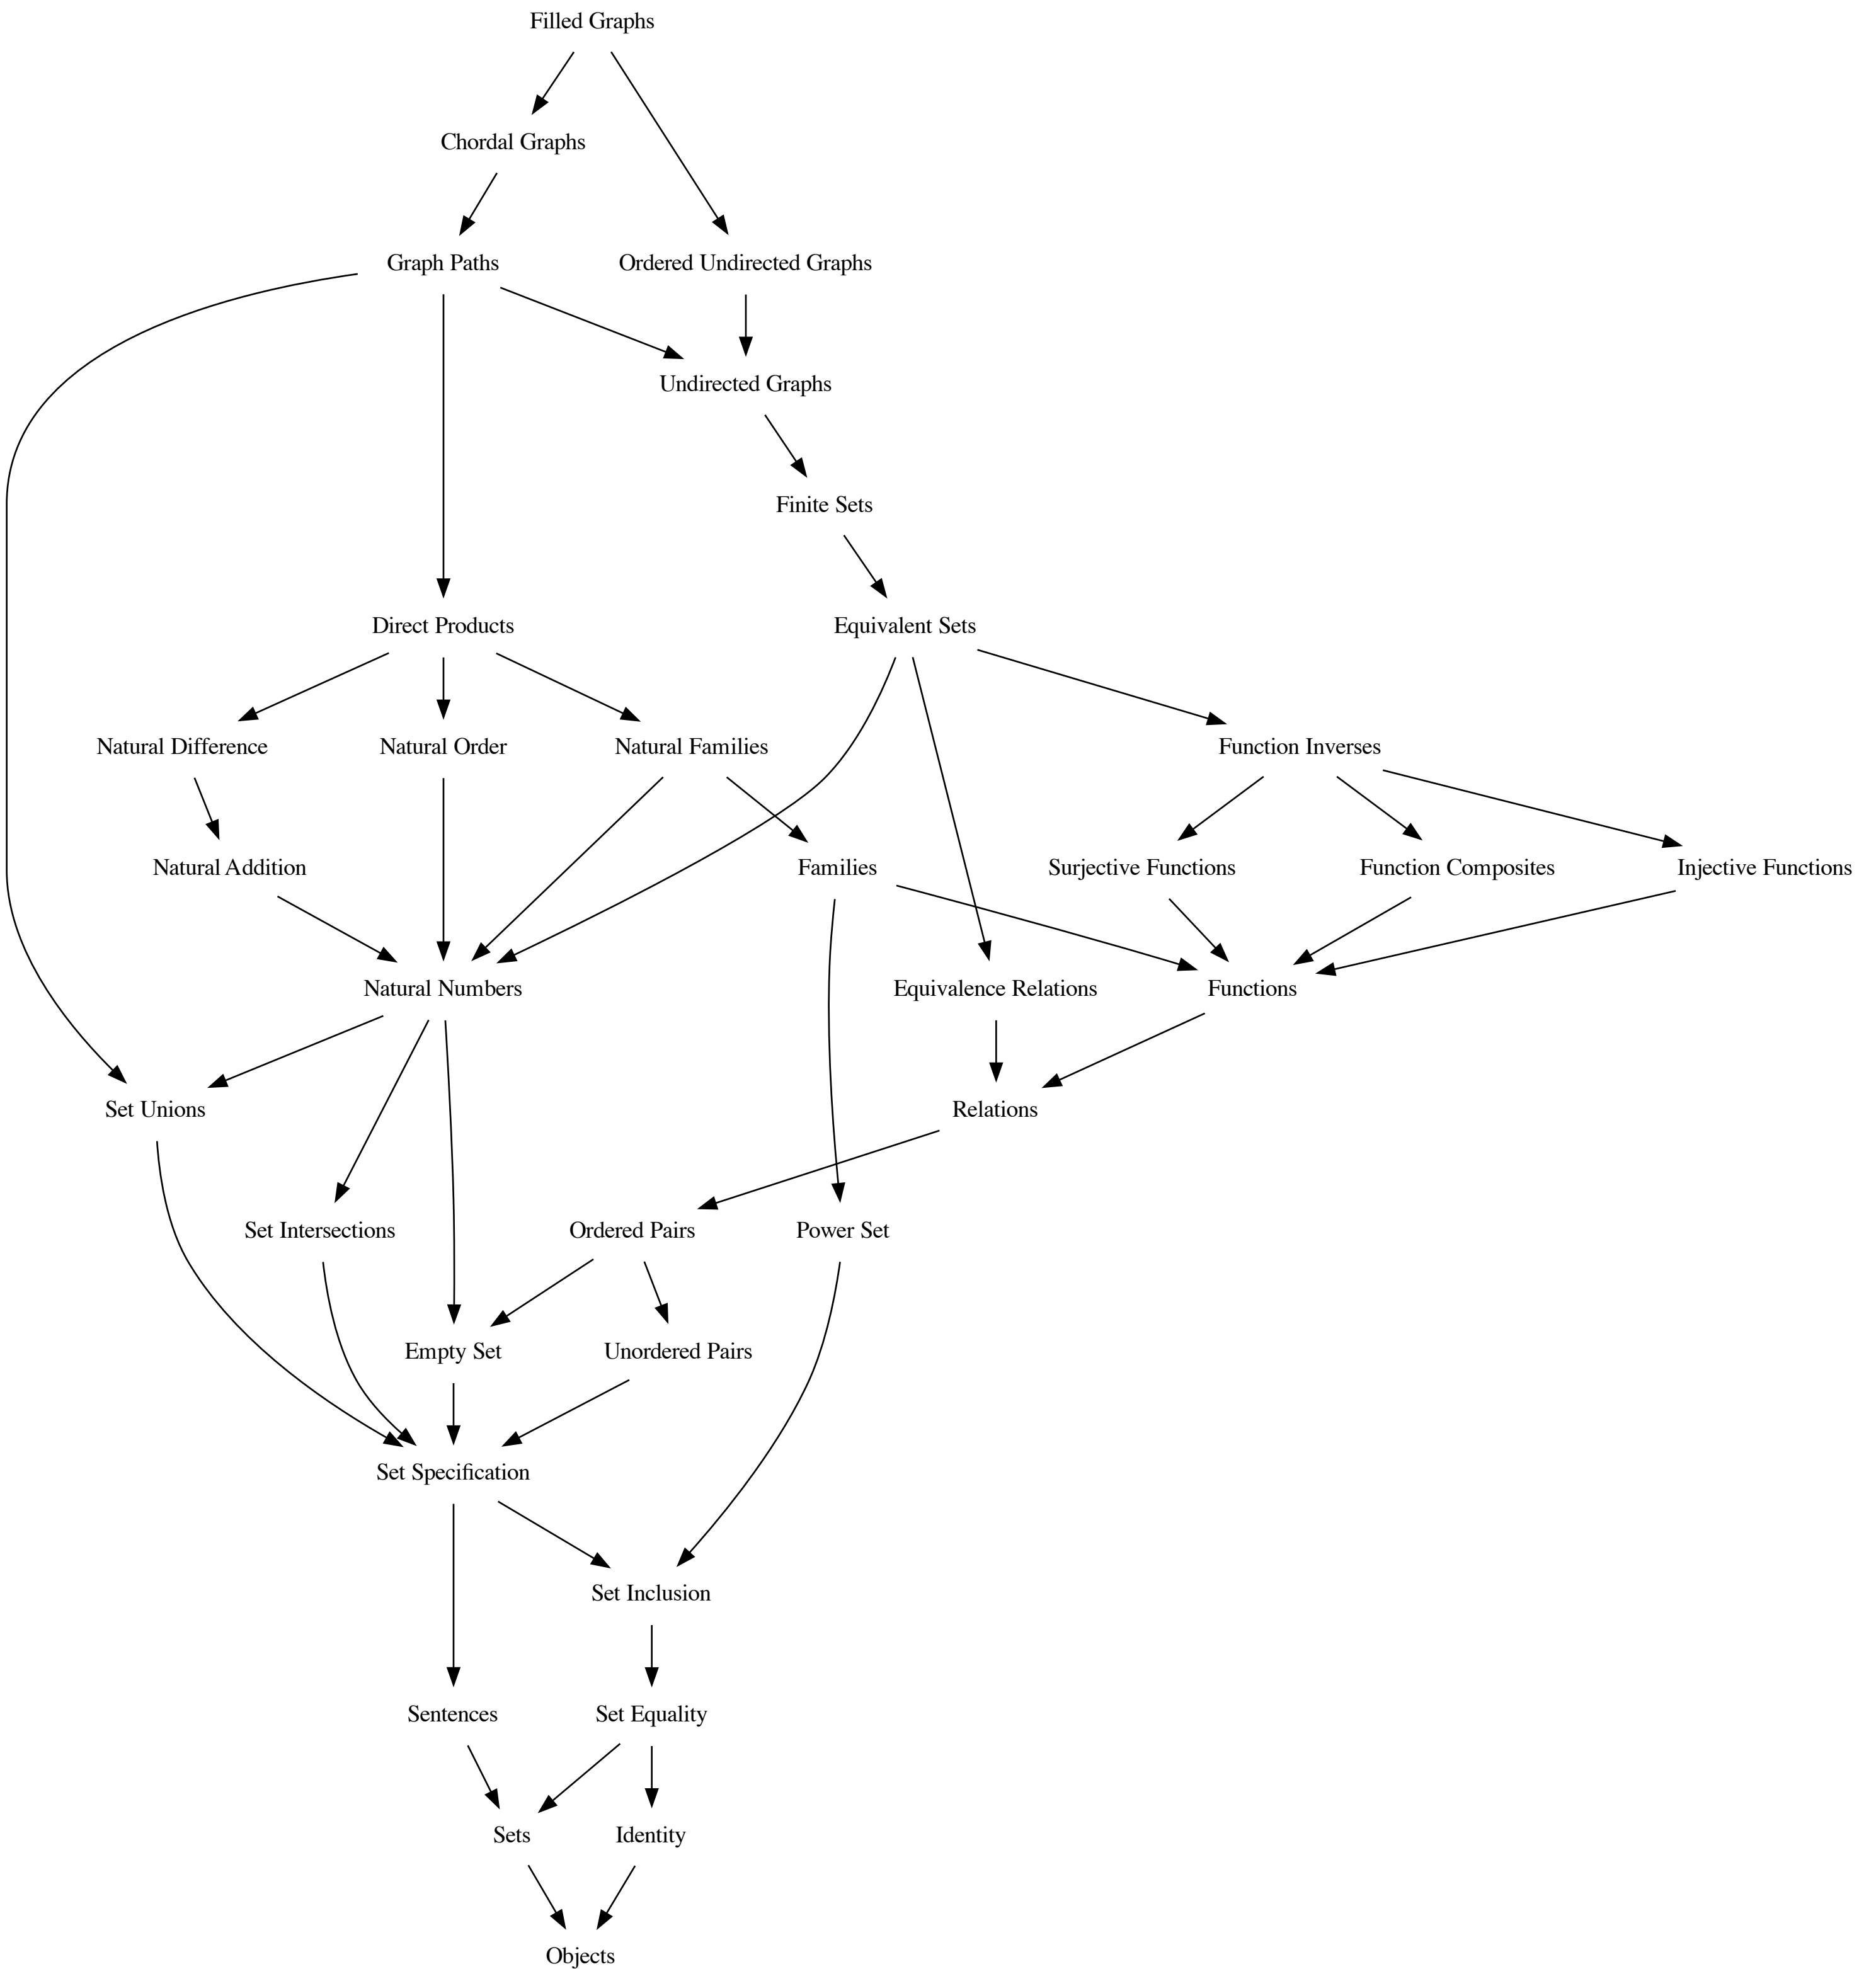 Filled Graphs
Chordal Graphs
Graph Paths
Ordered Undirected Graphs
Undirected Graphs
Finite Sets
Direct Products
Equivalent Sets
Natural Difference
Natural Order
Natural Families
Function Inverses
Natural Addition
Families
Surjective Functions
Function Composites
Injective Functions
Natural Numbers
Equivalence Relations
Functions
Set Unions
Relations
Set Intersections
Ordered Pairs
Power Set
Empty Set
Unordered Pairs
Set Specification
Set Inclusion
Sentences
Set Equality
Sets
Identity
Objects